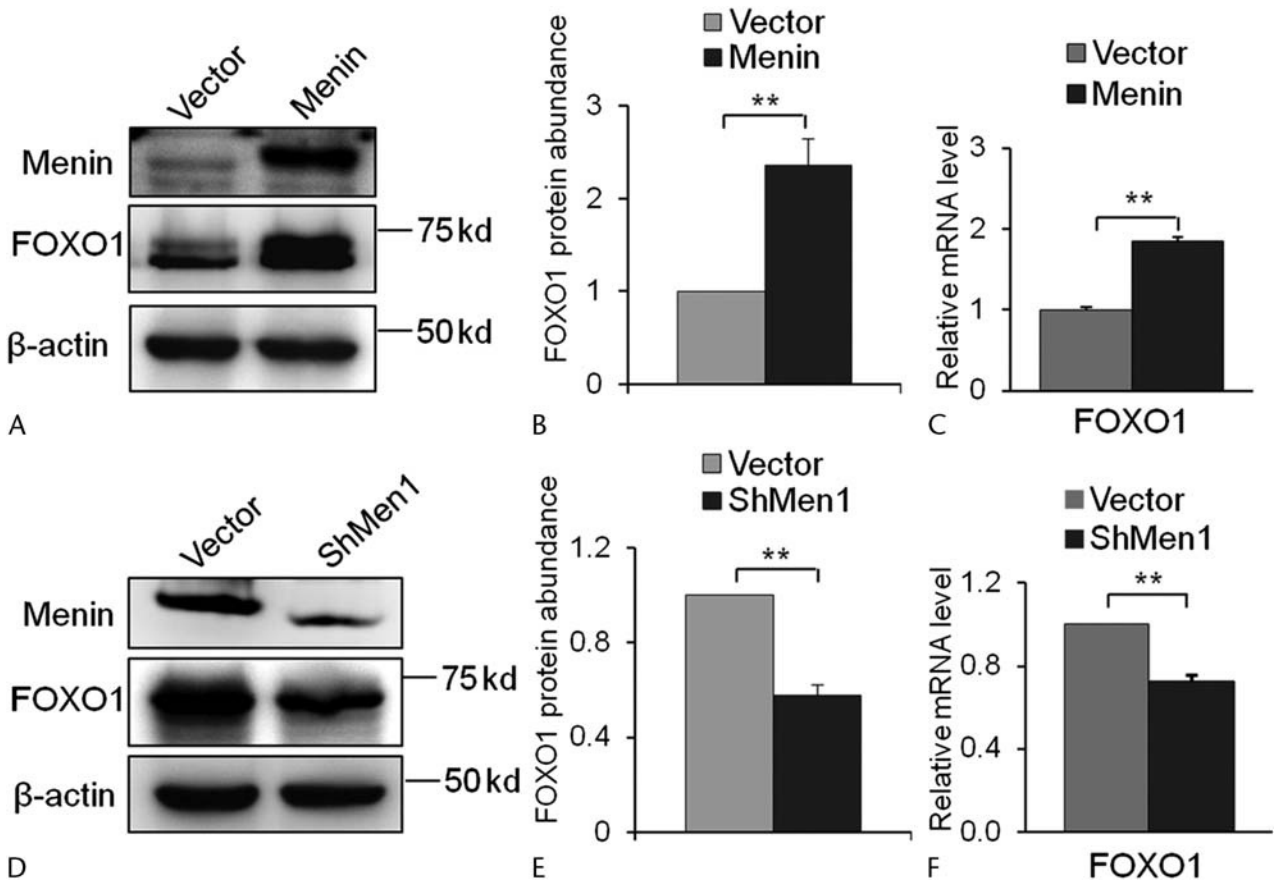 Vector
Menin
Menin
FOXO1
75kd
β-actin
50kd
A
Vector
Menin
FOXO1 protein abundance
3
2
1
0
**
B
Vector
Menin
Relative mRNA level
3
2
1
0
**
FOXO1
C
Vector
ShMen1
Menin
FOXO1
75kd
β-actin
50kd
D
Vector
ShMen1
FOXO1 protein abundance
1.2
0.8
0.4
0
**
E
Vector
ShMen1
Relative mRNA level
1.2
0.8
0.4
0.0
**
FOXO1
F